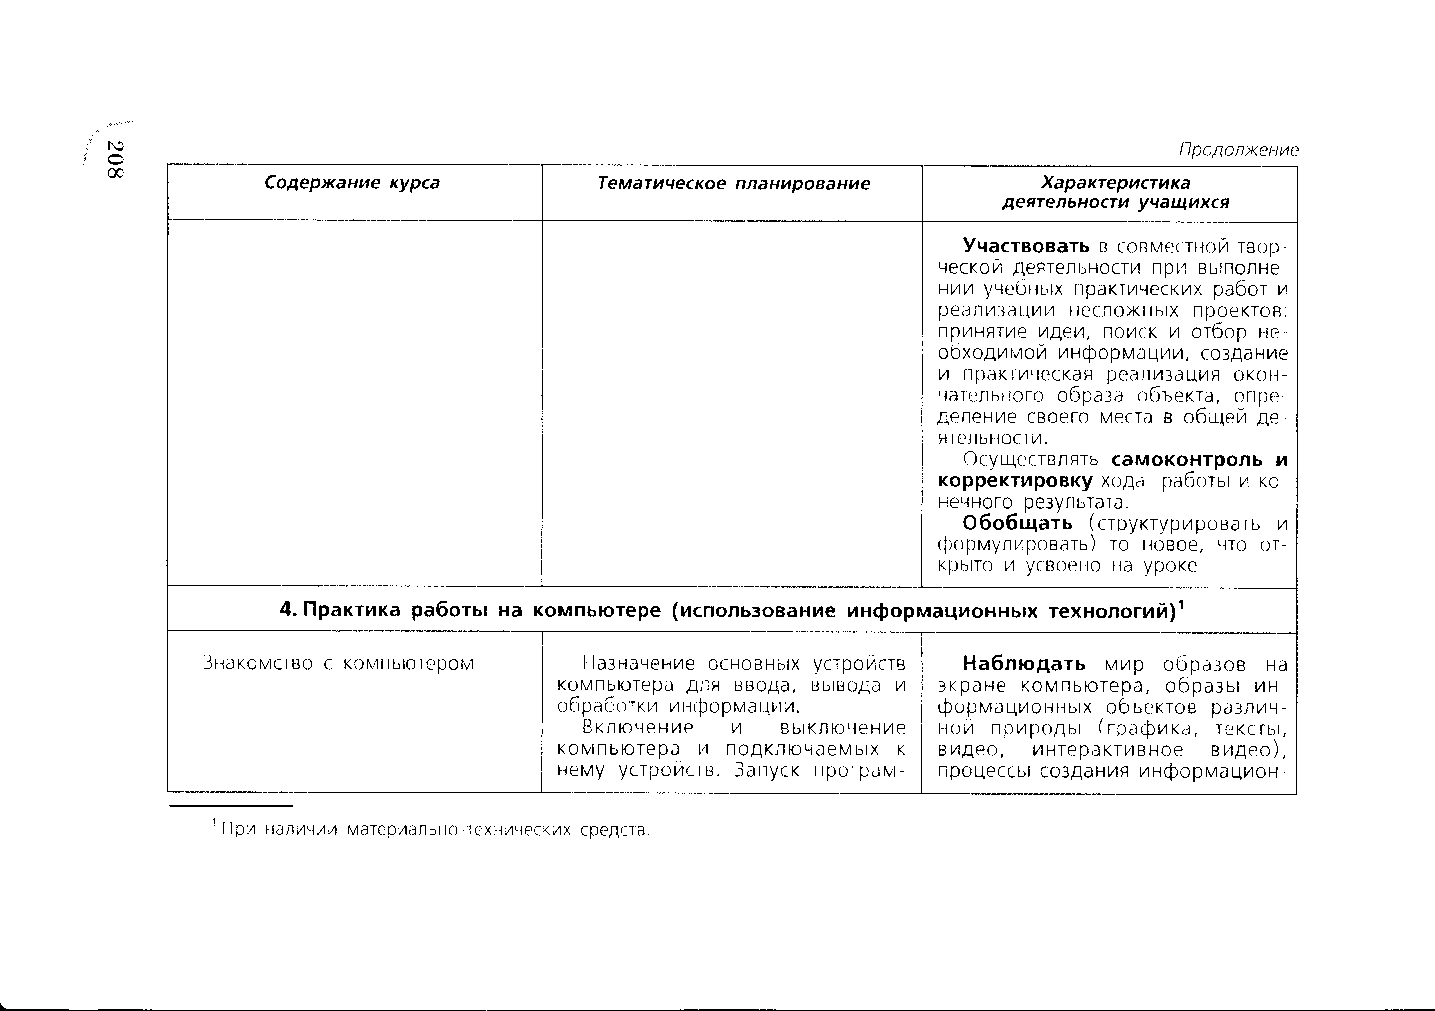 208
Продолжение
Содержание курса
Тематическое планирование
Характеристика
деятельности учащихся
Участвовать в совместной твор-
ческой деятельности при выполне
нии учебных практических работ и
реализации несложных проектов:
принятие идеи, поиск и отбор не-
обходимой информации, создание
и практическая реализация окон-
чательного образа объекта, опре-
деление своего места в общей де-
ятельности.
Осуществлять самоконтроль и
корректировку хода работы и ко
нечного результата.
Обобщать (структурировать и
формулировать) то новое, что от-
крыто и усвоено на уроке
4. Практика работы на компьютере (использование информационных технологий)¹
Знакомство с компьютером
Назначение основных устройств
компьютера для ввода, вывода и
обработки информации.
Включение и выключение
компьютера и подключаемых к
нему устройств. Запуск програм-
Наблюдать мир образов на
экране компьютера, образы ин
формационных объектов различ-
ной природы (графика, тексты,
видео, интерактивное видео),
процессы создания информацион-
¹ При наличии материально-технических средств.